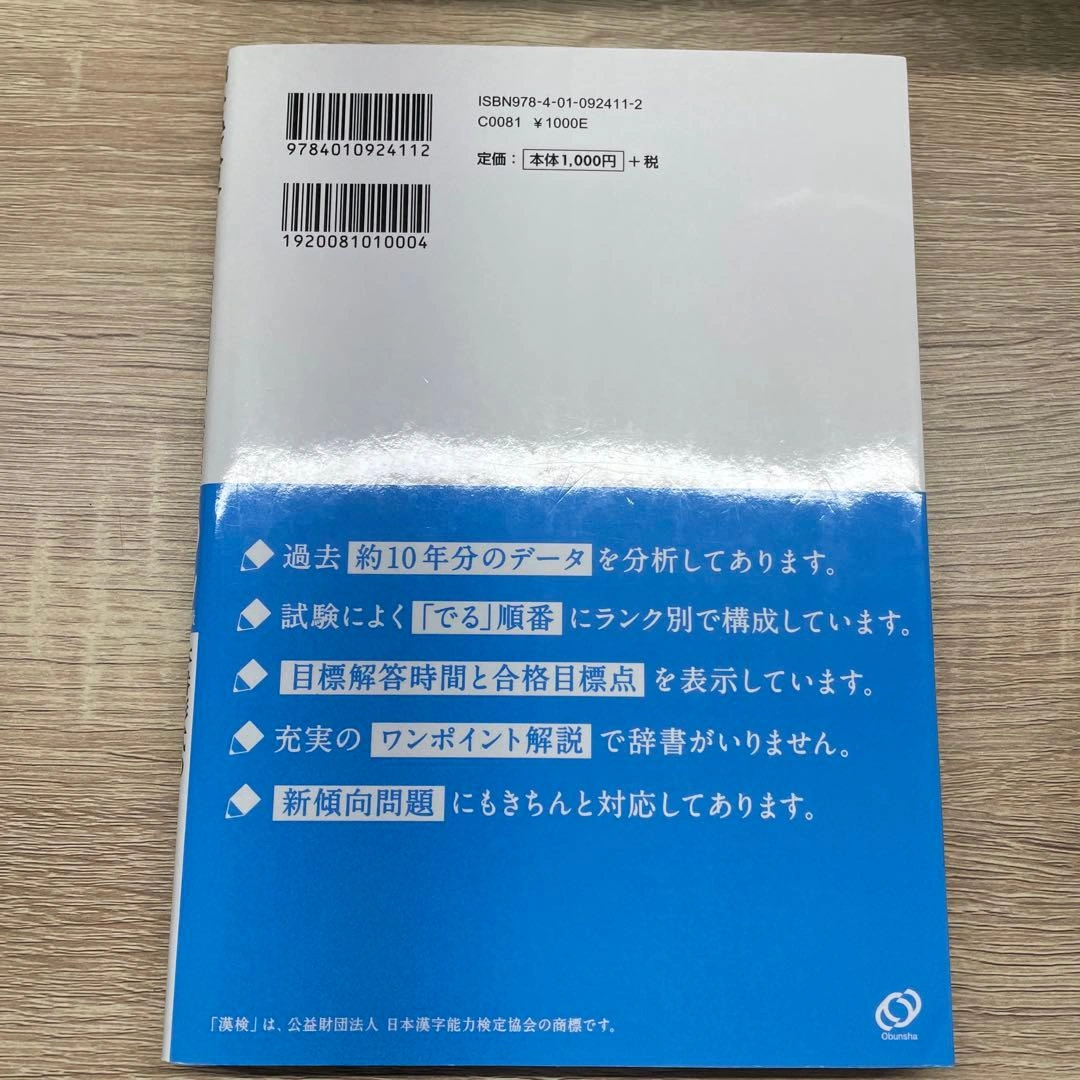 ISBN978-4-01-092411-2
C0081 ￥1000E
定価：本体1,000円＋税
9784010924112
1920081010004
過去 約10年分のデータ を分析してあります。
試験によく 「でる」順番 にランク別で構成しています。
目標解答時間と合格目標点 を表示しています。
充実の ワンポイント解説 で辞書がいりません。
新傾向問題 にもきちんと対応してあります。
「漢検」は、公益財団法人 日本漢字能力検定協会の商標です。
Obunsha